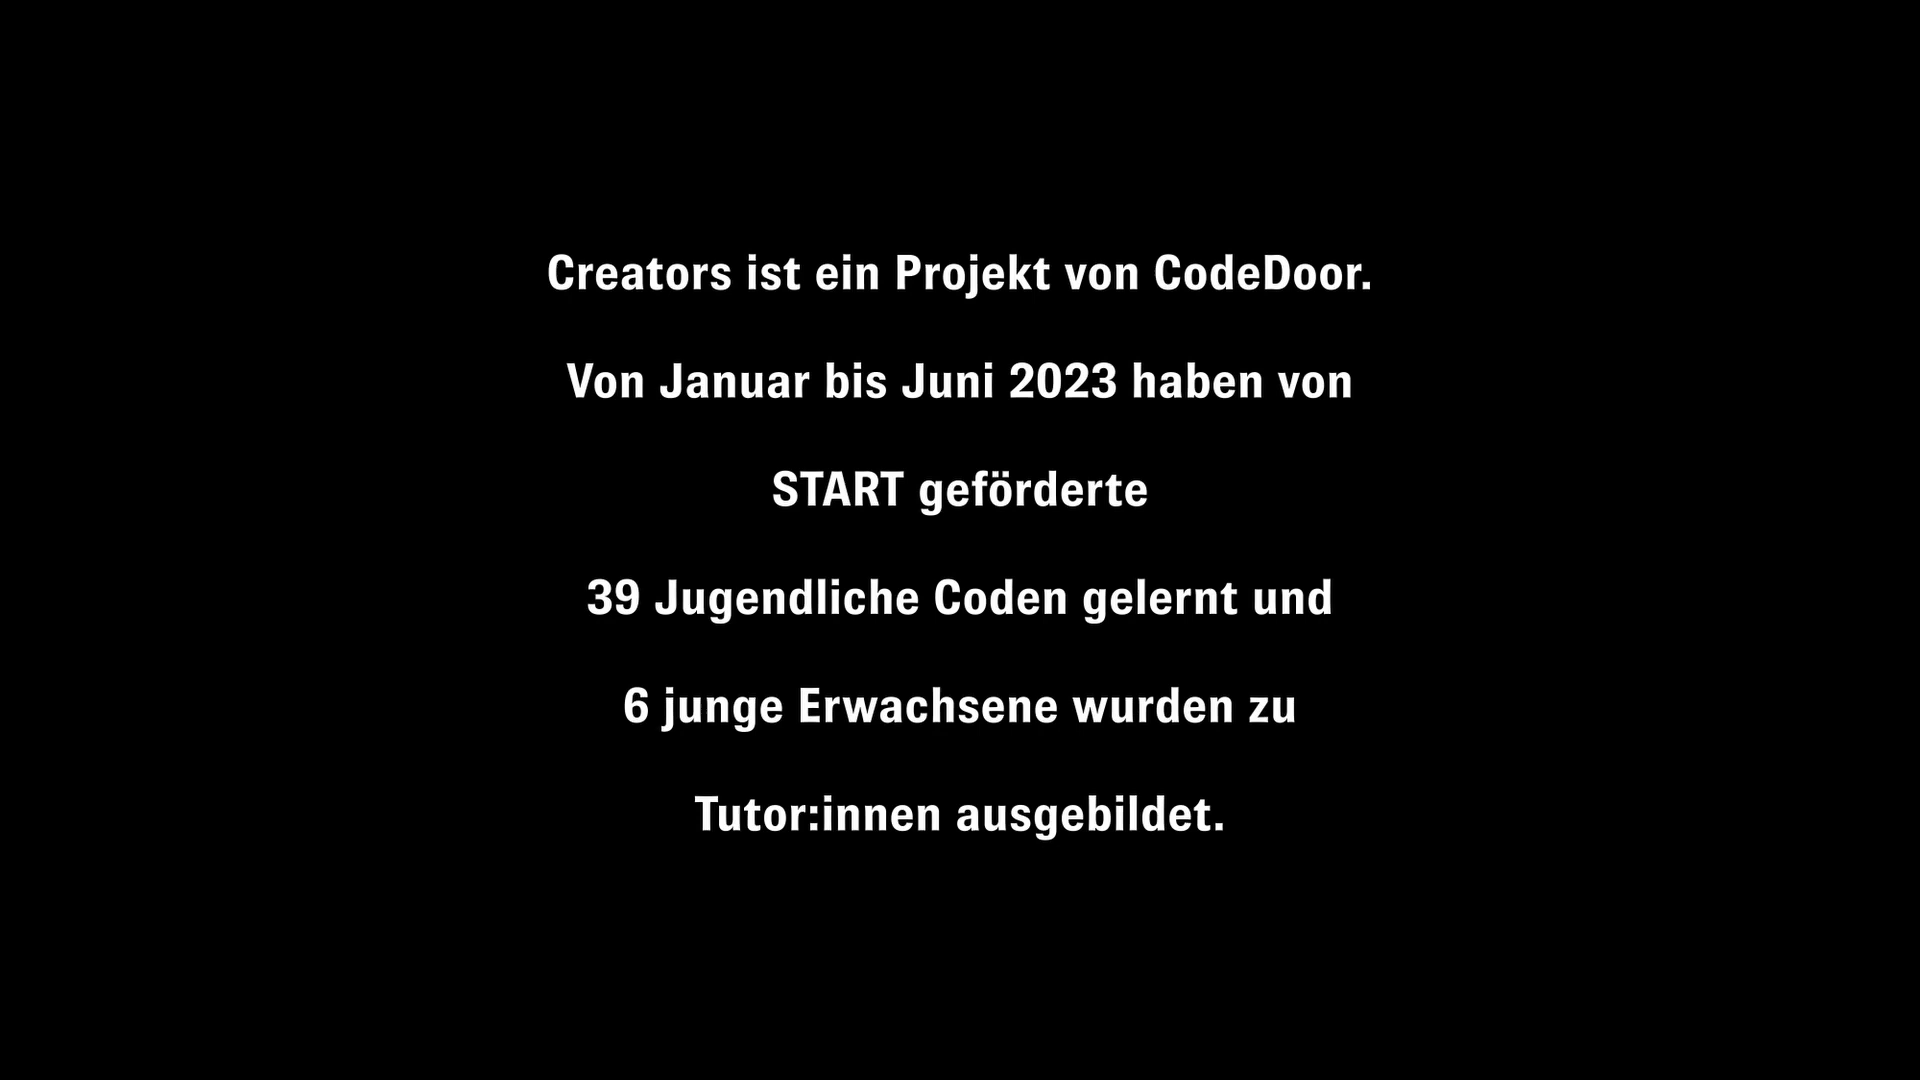 Creators ist ein Projekt von CodeDoor.
Von Januar bis Juni 2023 haben von
START geförderte
39 Jugendliche Coden gelernt und
6 junge Erwachsene wurden zu
Tutor:innen ausgebildet.